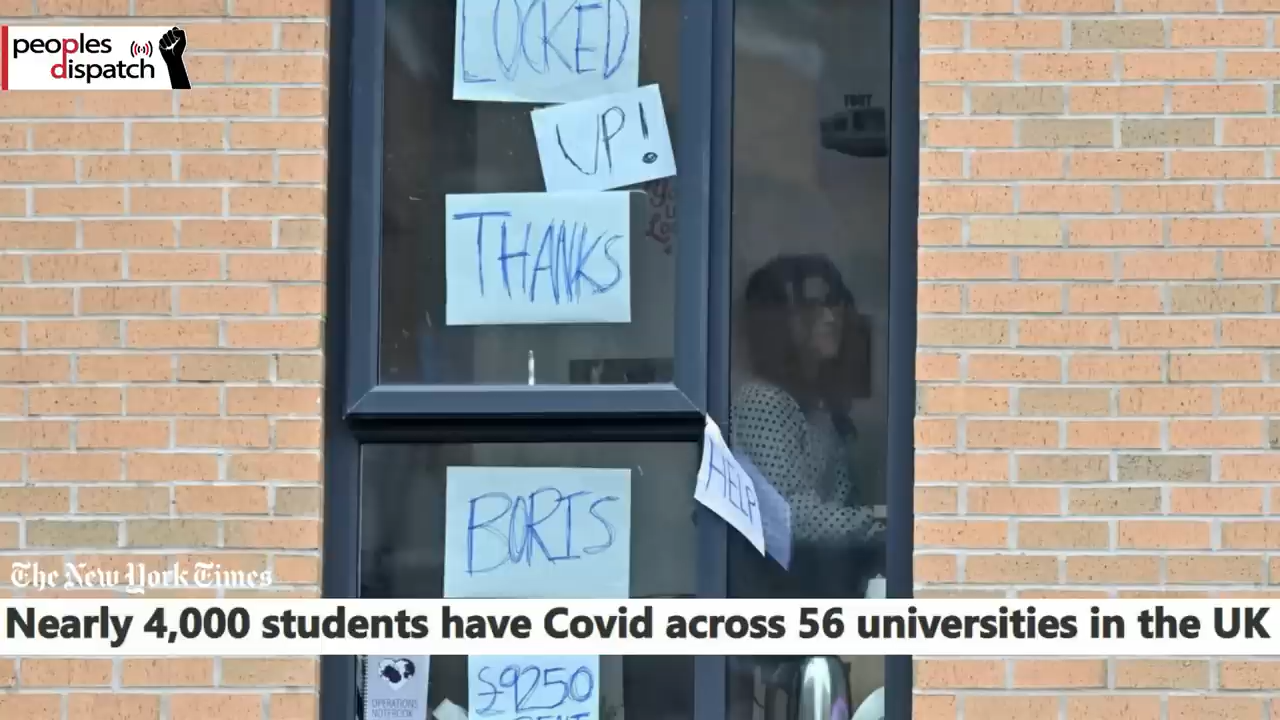 peoples
dispatch
LOCKED
UP!
THANKS
HELP
BORIS
The New York Times
Nearly 4,000 students have Covid across 56 universities in the UK
£9250
OPERATIONS
NOTEBOOK